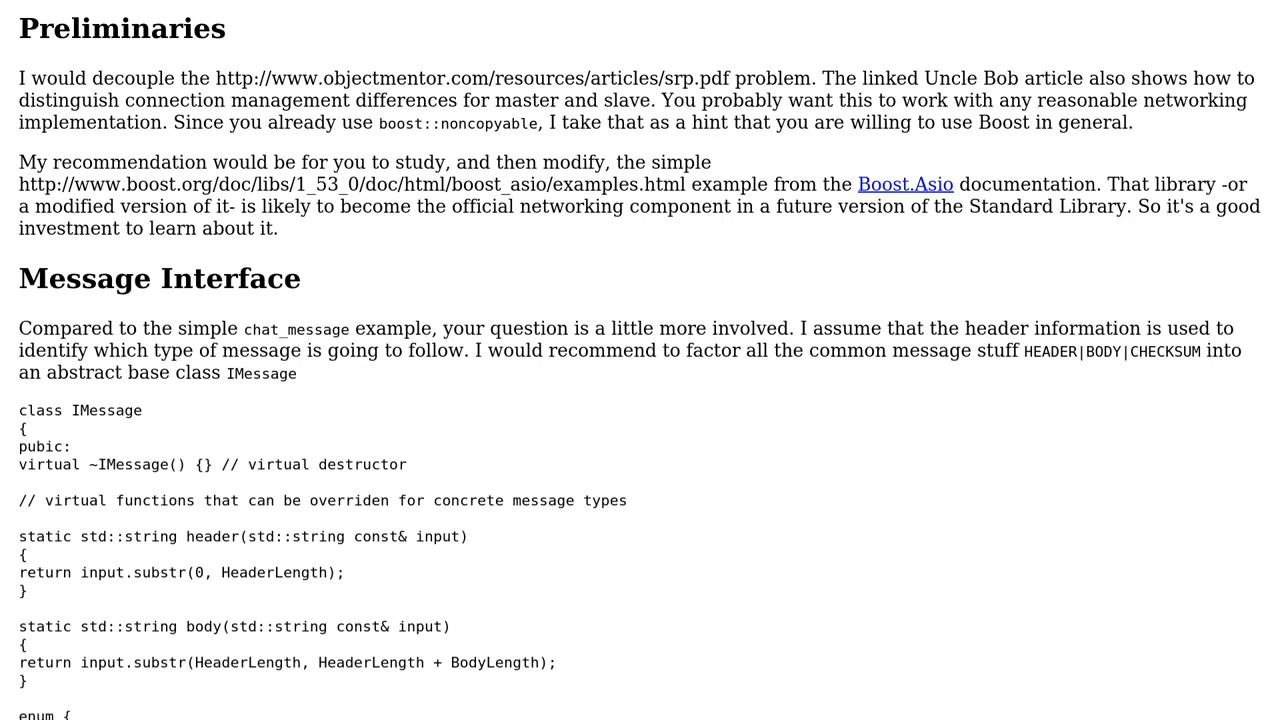 Preliminaries
I would decouple the http://www.objectmentor.com/resources/articles/srp.pdf problem. The linked Uncle Bob article also shows how to
distinguish connection management differences for master and slave. You probably want this to work with any reasonable networking
implementation. Since you already use boost::noncopyable, I take that as a hint that you are willing to use Boost in general.
My recommendation would be for you to study, and then modify, the simple
http://www.boost.org/doc/libs/1_53_0/doc/html/boost_asio/examples.html example from the Boost.Asio documentation. That library -or
a modified version of it- is likely to become the official networking component in a future version of the Standard Library. So it's a good
investment to learn about it.
Message Interface
Compared to the simple chat_message example, your question is a little more involved. I assume that the header information is used to
identify which type of message is going to follow. I would recommend to factor all the common message stuff HEADER|BODY|CHECKSUM into
an abstract base class IMessage
class IMessage
{
pubic:
virtual ~IMessage() {} // virtual destructor
// virtual functions that can be overriden for concrete message types
static std::string header(std::string const& input)
{
return input.substr(0, HeaderLength);
}
static std::string body(std::string const& input)
{
return input.substr(HeaderLength, HeaderLength + BodyLength);
}
enum {